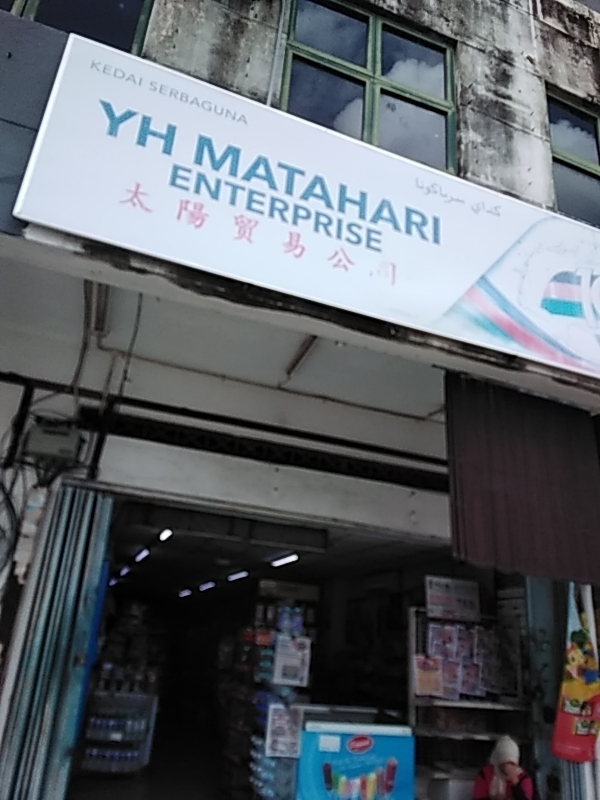 KEDAI SERBAGUNA
كداي سرباݢونا
YH MATAHARI
ENTERPRISE
太陽貿易公司